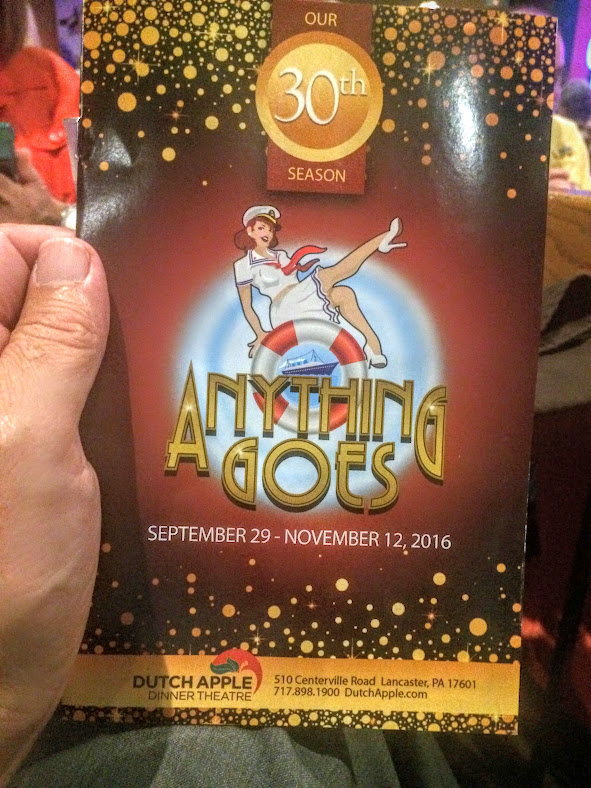 OUR
30th
SEASON
ANYTHING
GOES
SEPTEMBER 29 - NOVEMBER 12, 2016
DUTCH APPLE
DINNER THEATRE
510 Centerville Road Lancaster, PA 17601
717.898.1900 DutchApple.com